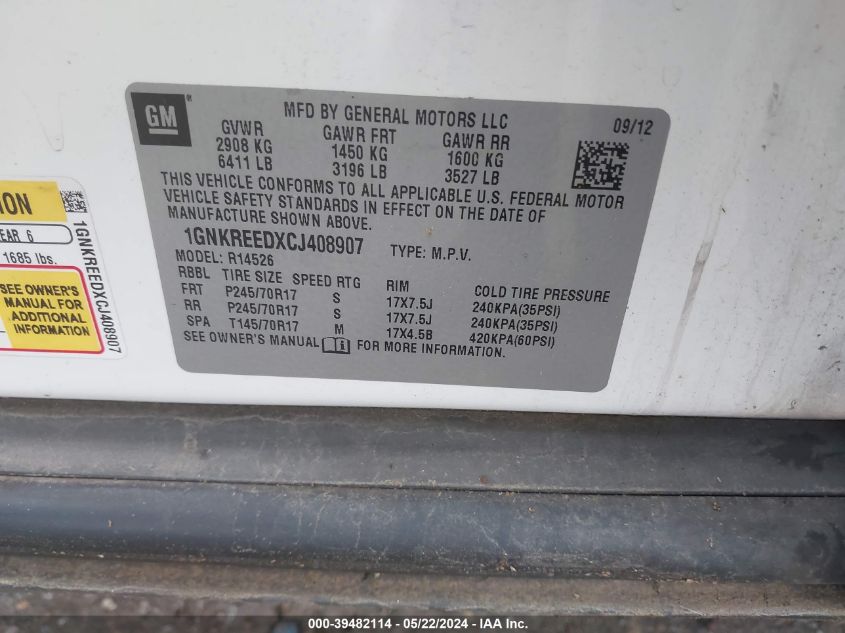 GM
MFD BY GENERAL MOTORS LLC
09/12
GVWR GAWR FRT GAWR RR
2908 KG 1450 KG 1600 KG
6411 LB 3196 LB 3527 LB
THIS VEHICLE CONFORMS TO ALL APPLICABLE U.S. FEDERAL MOTOR
VEHICLE SAFETY STANDARDS IN EFFECT ON THE DATE OF
MANUFACTURE SHOWN ABOVE.
1GNKREEDXCJ408907 TYPE: M.P.V.
MODEL: R14526
RBBL TIRE SIZE SPEED RTG RIM COLD TIRE PRESSURE
FRT P245/70R17 S 17X7.5J 240KPA(35PSI)
RR P245/70R17 S 17X7.5J 240KPA(35PSI)
SPA T145/70R17 M 17X4.5B 420KPA(60PSI)
SEE OWNER'S MANUAL FOR MORE INFORMATION.
ION
EAR 6
1685 lbs.
SEE OWNER'S
MANUAL FOR
ADDITIONAL
INFORMATION
1GNKREEDXCJ408907
000-39482114 - 05/22/2024 - IAAI Inc.